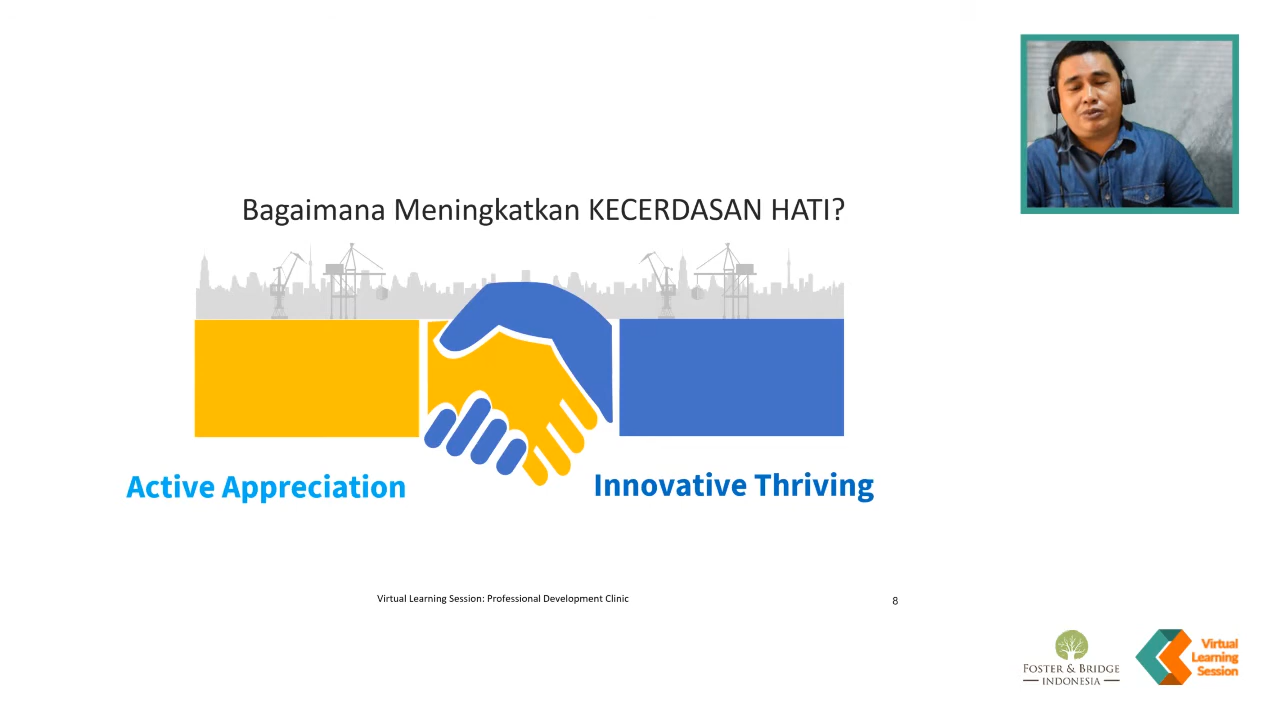 Bagaimana Meningkatkan KECERDASAN HATI?
Active Appreciation
Innovative Thriving
Virtual Learning Session: Professional Development Clinic
8
FOSTER & BRIDGE
INDONESIA
Virtual
Learning
Session